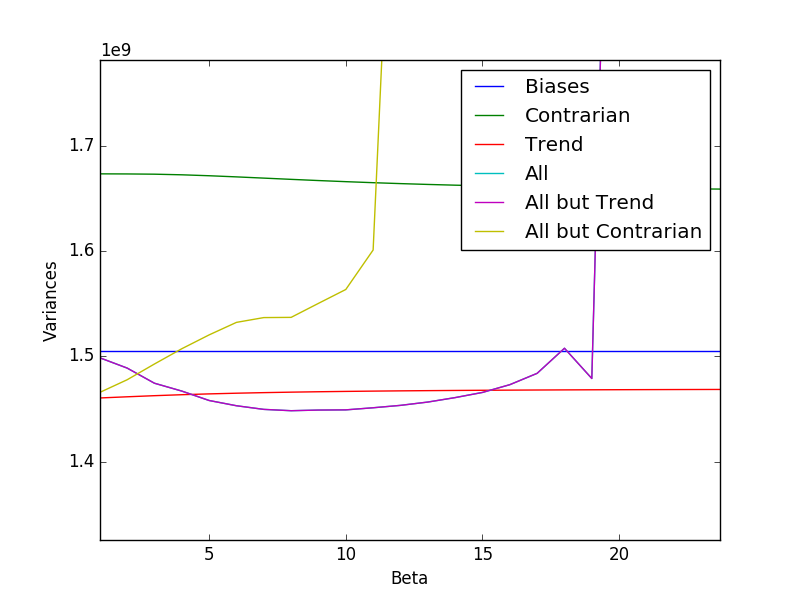 1e9
1.7
1.6
1.5
1.4
Variances
5
10
15
20
Beta
Biases
Contrarian
Trend
All
All but Trend
All but Contrarian